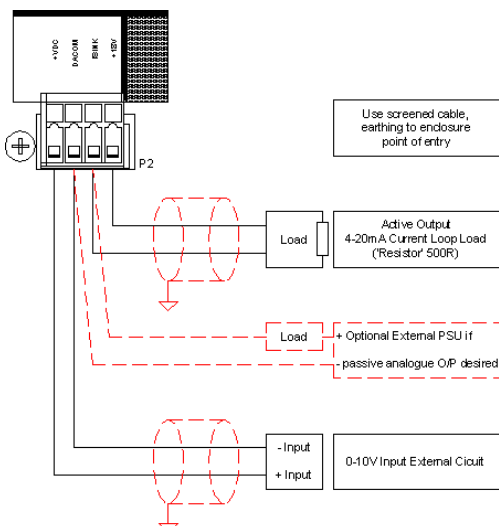 +VDC
DACOM
ISINK
+18V
P2
Use screened cable,
earthing to enclosure
point of entry
Load
Active Output
4-20mA Current Loop Load
('Resistor' 500R)
Load
+ Optional External PSU if
- passive analogue O/P desired
- Input
+ Input
0-10V Input External Cicuit